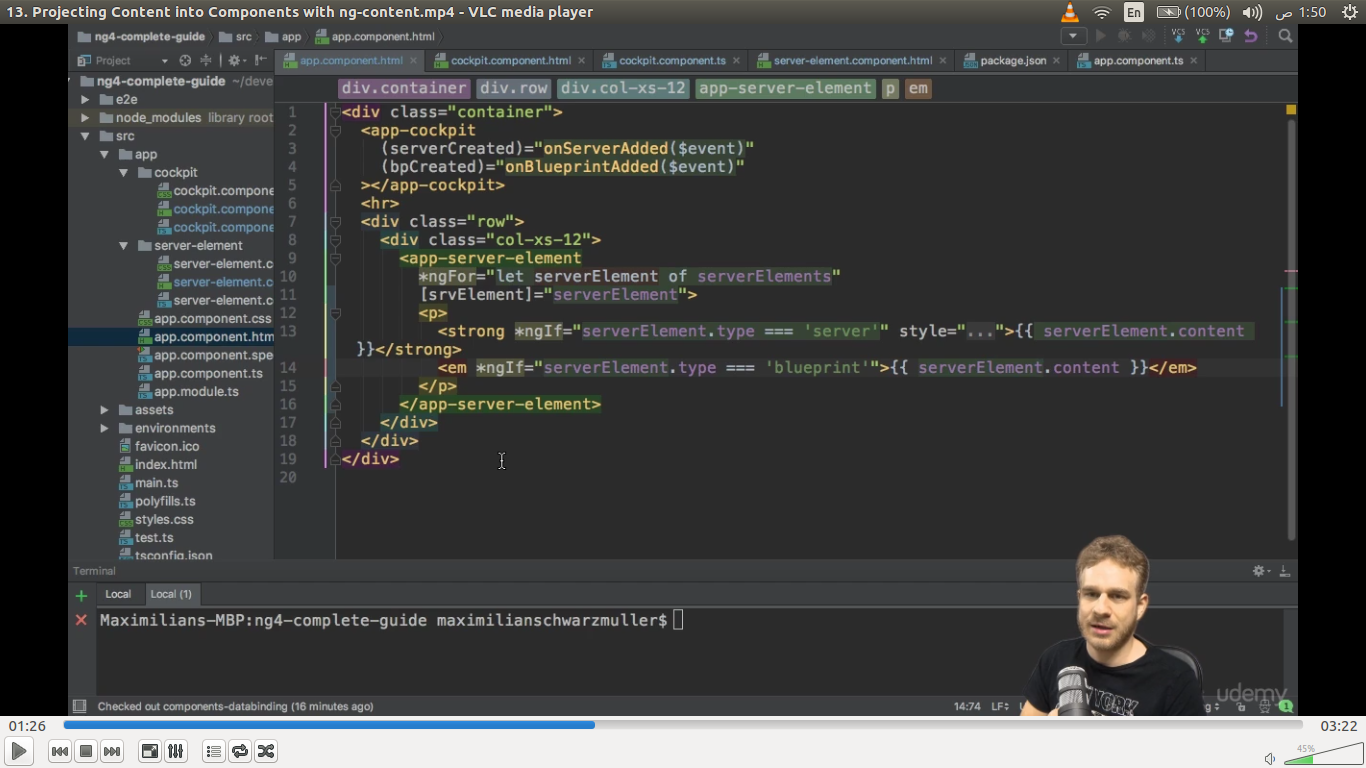 13. Projecting Content into Components with ng-content.mp4 - VLC media player
En
(100%)
1:50 ص
ng4-complete-guide
src
app
app.component.html
Project
VCS
VCS
app.component.html
cockpit.component.html
cockpit.component.ts
server-element.component.html
package.json
app.component.ts
ng4-complete-guide ~/deve
e2e
node_modules library root
src
app
cockpit
cockpit.compone
cockpit.compone
cockpit.compone
server-element
server-element.c
server-element.c
server-element.c
app.component.css
app.component.htm
app.component.spe
app.component.ts
app.module.ts
assets
environments
favicon.ico
index.html
main.ts
polyfills.ts
styles.css
test.ts
tsconfig.json
div.container div.row div.col-xs-12 app-server-element p em
1 <div class="container">
2 <app-cockpit
3 (serverCreated)="onServerAdded($event)"
4 (bpCreated)="onBlueprintAdded($event)"
5 ></app-cockpit>
6 <hr>
7 <div class="row">
8 <div class="col-xs-12">
9 <app-server-element
10 *ngFor="let serverElement of serverElements"
11 [srvElement]="serverElement">
12 <p>
13 <strong *ngIf="serverElement.type === 'server'" style="...">{{ serverElement.content
}}</strong>
14 <em *ngIf="serverElement.type === 'blueprint'">{{ serverElement.content }}</em>
15 </p>
16 </app-server-element>
17 </div>
18 </div>
19 </div>
20
Terminal
Local
Local (1)
Maximilians-MBP:ng4-complete-guide maximilianschwarzmuller$
YORK
udemy
Checked out components-databinding (16 minutes ago)
14:74
LF
1
01:26
03:22
45%